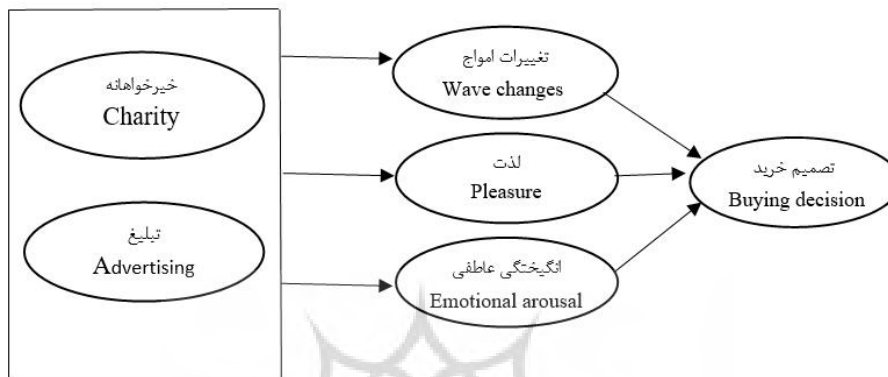 خیرخواهانه
Charity
تبلیغ
Advertising
تغییرات امواج
Wave changes
لذت
Pleasure
انگیختگی عاطفی
Emotional arousal
تصمیم خرید
Buying decision